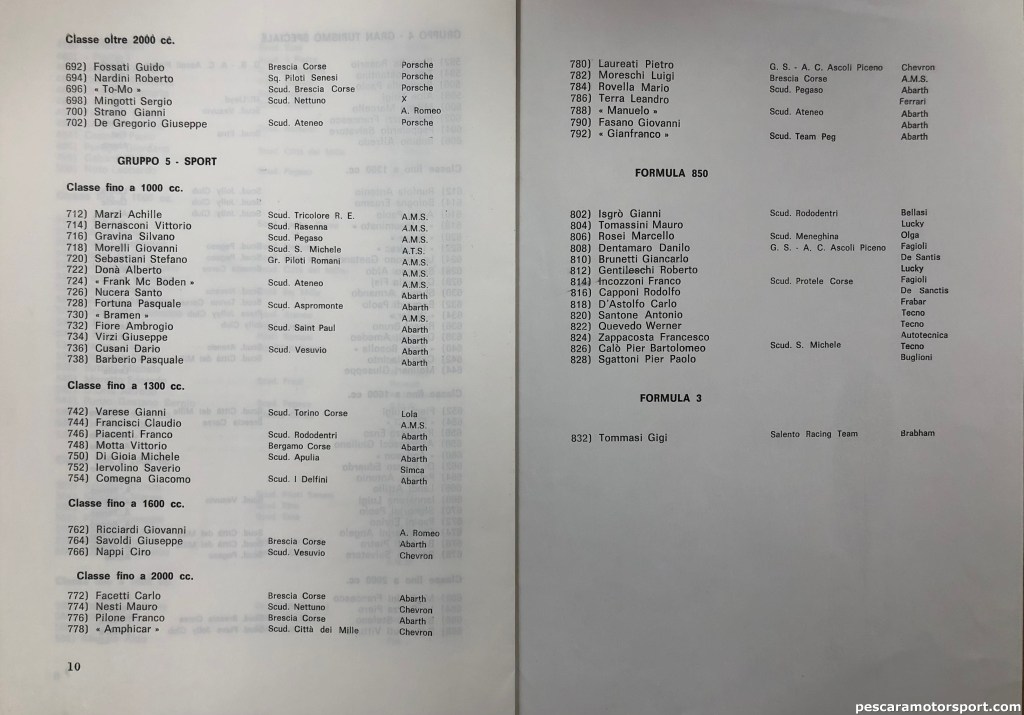 Classe oltre 2000 cc.
692) Fossati Guido Brescia Corse Porsche
694) Nardini Roberto Sq. Piloti Senesi Porsche
696) « To-Mo » Scud. Brescia Corse Porsche
698) Mingotti Sergio Scud. Nettuno X
700) Strano Gianni A. Romeo
702) De Gregorio Giuseppe Scud. Ateneo Porsche
GRUPPO 5 - SPORT
Classe fino a 1000 cc.
712) Marzi Achille Scud. Tricolore R. E. A.M.S.
714) Bernasconi Vittorio Scud. Rasenna A.M.S.
716) Gravina Silvano Scud. Pegaso A.M.S.
718) Morelli Giovanni Scud. S. Michele A.T.S.
720) Sebastiani Stefano Gr. Piloti Romani A.M.S.
722) Donà Alberto A.M.S.
724) « Frank Mc Boden » Scud. Ateneo A.M.S.
726) Nucera Santo Abarth
728) Fortuna Pasquale Scud. Aspromonte Abarth
730) « Bramen » A.M.S.
732) Fiore Ambrogio Scud. Saint Paul Abarth
734) Virzi Giuseppe Abarth
736) Cusani Dario Scud. Vesuvio Abarth
738) Barberio Pasquale Abarth
Classe fino a 1300 cc.
742) Varese Gianni Scud. Torino Corse Lola
744) Francisci Claudio A.M.S.
746) Piacenti Franco Scud. Rododentri Abarth
748) Motta Vittorio Bergamo Corse Abarth
750) Di Gioia Michele Scud. Apulia Abarth
752) Iervolino Saverio Simca
754) Comegna Giacomo Scud. I Delfini Abarth
Classe fino a 1600 cc.
762) Ricciardi Giovanni A. Romeo
764) Savoldi Giuseppe Brescia Corse Abarth
766) Nappi Ciro Scud. Vesuvio Chevron
Classe fino a 2000 cc.
772) Facetti Carlo Brescia Corse Abarth
774) Nesti Mauro Scud. Nettuno Chevron
776) Pilone Franco Brescia Corse Abarth
778) « Amphicar » Scud. Città dei Mille Chevron
10
780) Laureati Pietro G. S. - A. C. Ascoli Piceno Chevron
782) Moreschi Luigi Brescia Corse A.M.S.
784) Rovella Mario Scud. Pegaso Abarth
786) Terra Leandro Ferrari
788) « Manuelo » Scud. Ateneo Abarth
790) Fasano Giovanni Abarth
792) « Gianfranco » Scud. Team Peg Abarth
FORMULA 850
802) Isgrò Gianni Scud. Rododentri Bellasi
804) Tomassini Mauro Lucky
806) Rosei Marcello Scud. Meneghina Olga
808) Dentamaro Danilo G. S. - A. C. Ascoli Piceno Fagioli
810) Brunetti Giancarlo De Santis
812) Gentileschi Roberto Lucky
814) Incozzoni Franco Scud. Protele Corse Fagioli
816) Capponi Rodolfo De Sanctis
818) D'Astolfo Carlo Frabar
820) Santone Antonio Tecno
822) Quevedo Werner Tecno
824) Zappacosta Francesco Autotecnica
826) Calò Pier Bartolomeo Scud. S. Michele Tecno
828) Sgattoni Pier Paolo Buglioni
FORMULA 3
832) Tommasi Gigi Salento Racing Team Brabham
pescaramotorsport.com